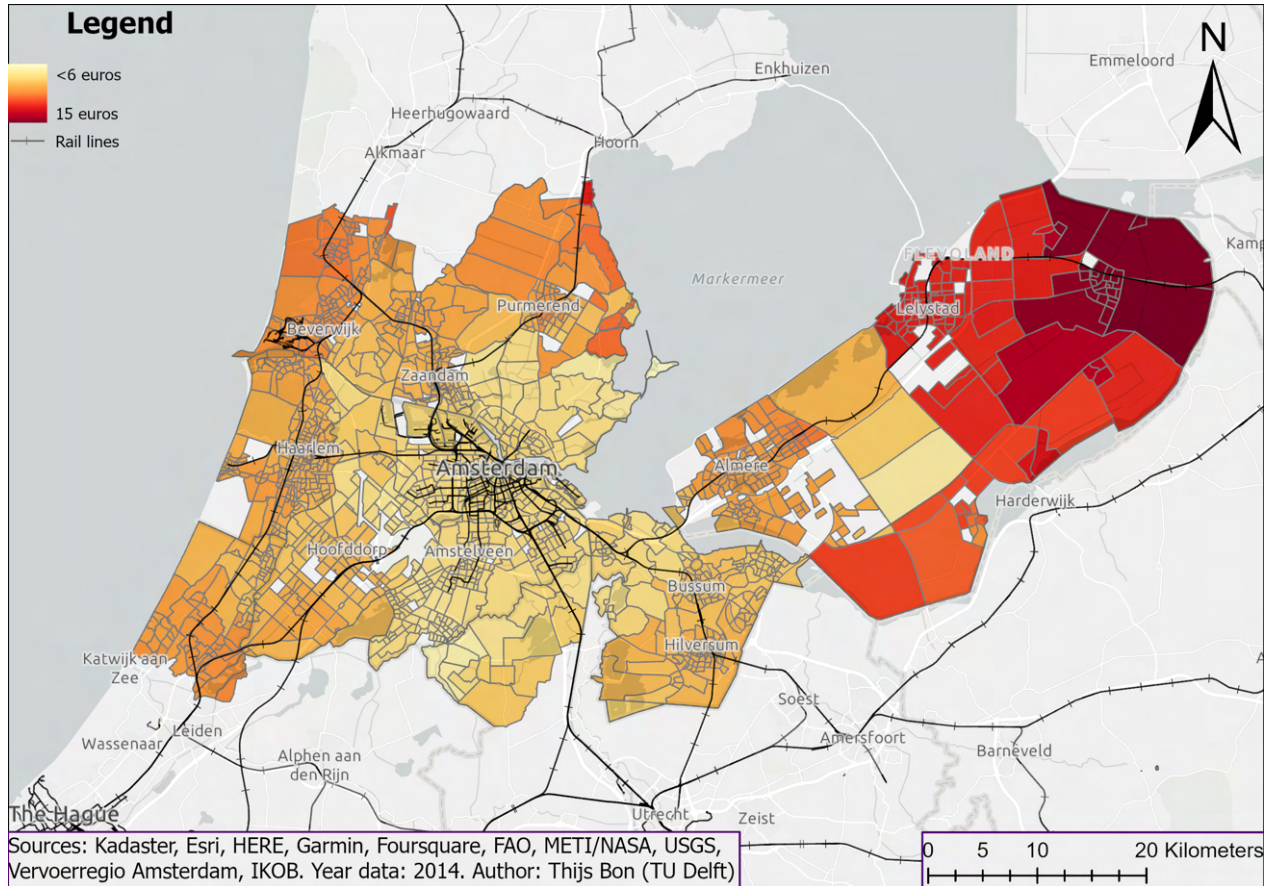 Legend
<6 euros
15 euros
Rail lines
N
Emmeloord
Enkhuizen
Heerhugowaard
Hoorn
Alkmaar
Kamp
FLEVOLAND
Markermeer
Purmerend
Lelystad
Beverwijk
Zaandam
Haarlem
Amsterdam
Almere
Harderwijk
Hoofddorp
Amstelveen
Bussum
Hilversum
Katwijk aan
Zee
A
Soest
Leiden
Wassenaar
Amersfoort
Barneveld
Alphen aan
den Rijn
The Hague
Utrecht
Zeist
Sources: Kadaster, Esri, HERE, Garmin, Foursquare, FAO, METI/NASA, USGS,
Vervoerregio Amsterdam, IKOB. Year data: 2014. Author: Thijs Bon (TU Delft)
0 5 10 20 Kilometers